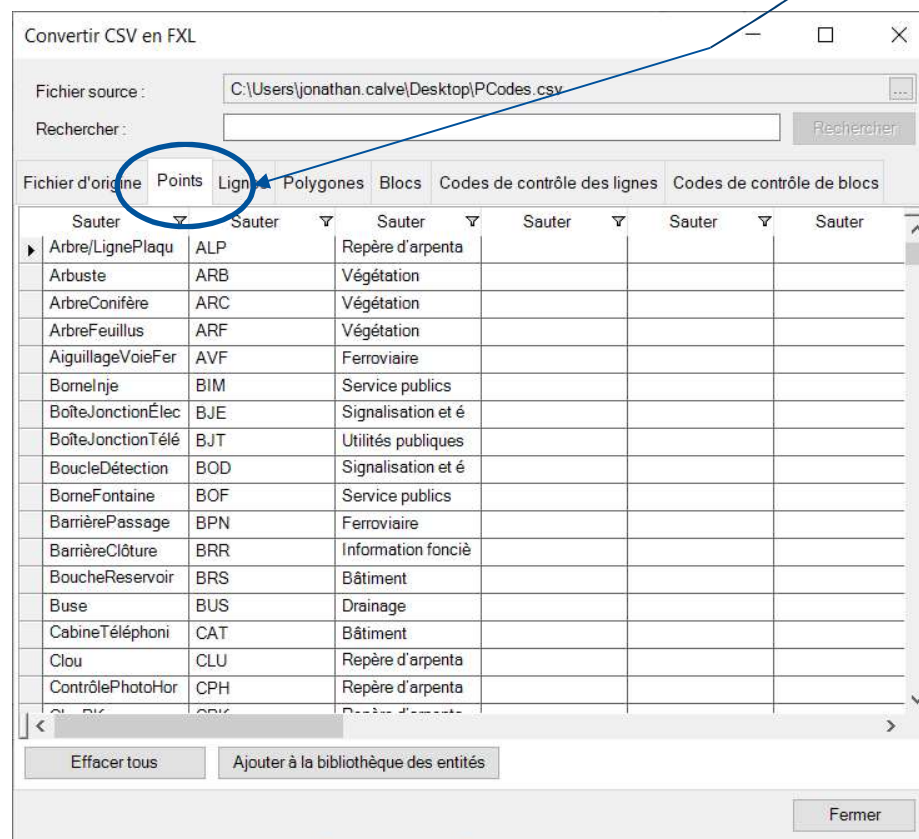 Convertir CSV en FXL
Fichier source : C:\Users\jonathan.calve\Desktop\PCodes.csv ...
Rechercher : Rechercher
Fichier d'origine Points Lignes Polygones Blocs Codes de contrôle des lignes Codes de contrôle de blocs
Sauter Sauter Sauter Sauter Sauter Sauter
Arbre/LignePlaqu ALP Repère d'arpenta
Arbuste ARB Végétation
ArbreConifère ARC Végétation
ArbreFeuillus ARF Végétation
AiguillageVoieFer AVF Ferroviaire
BorneInje BIM Service publics
BoîteJonctionÉlec BJE Signalisation et é
BoîteJonctionTélé BJT Utilités publiques
BoucleDétection BOD Signalisation et é
BorneFontaine BOF Service publics
BarrièrePassage BPN Ferroviaire
BarrièreClôture BRR Information fonciè
BoucheReservoir BRS Bâtiment
Buse BUS Drainage
CabineTéléphoni CAT Bâtiment
Clou CLU Repère d'arpenta
ContrôlePhotoHor CPH Repère d'arpenta
Effacer tous Ajouter à la bibliothèque des entités
Fermer